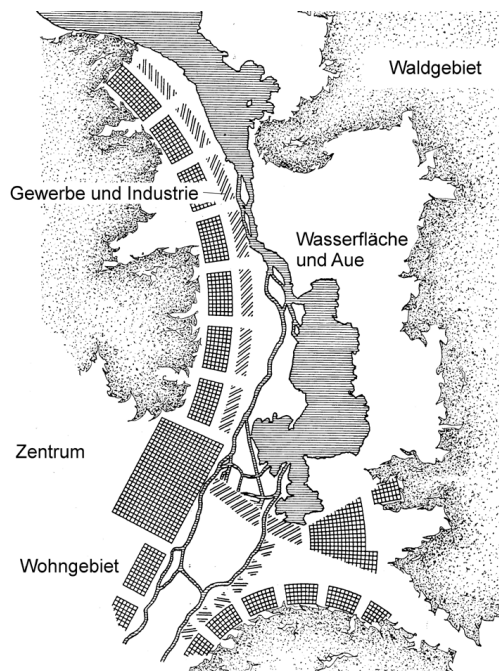 Waldgebiet
Gewerbe und Industrie
Wasserfläche
und Aue
Zentrum
Wohngebiet